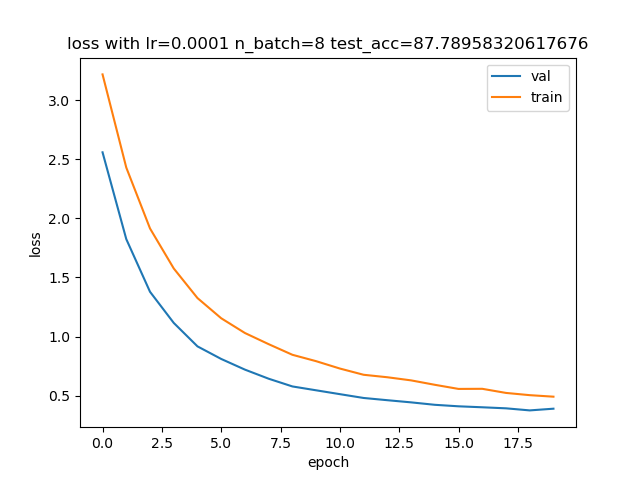 loss with lr=0.0001 n_batch=8 test_acc=87.78958320617676
val
train
3.0
2.5
2.0
1.5
1.0
0.5
loss
0.0 2.5 5.0 7.5 10.0 12.5 15.0 17.5
epoch